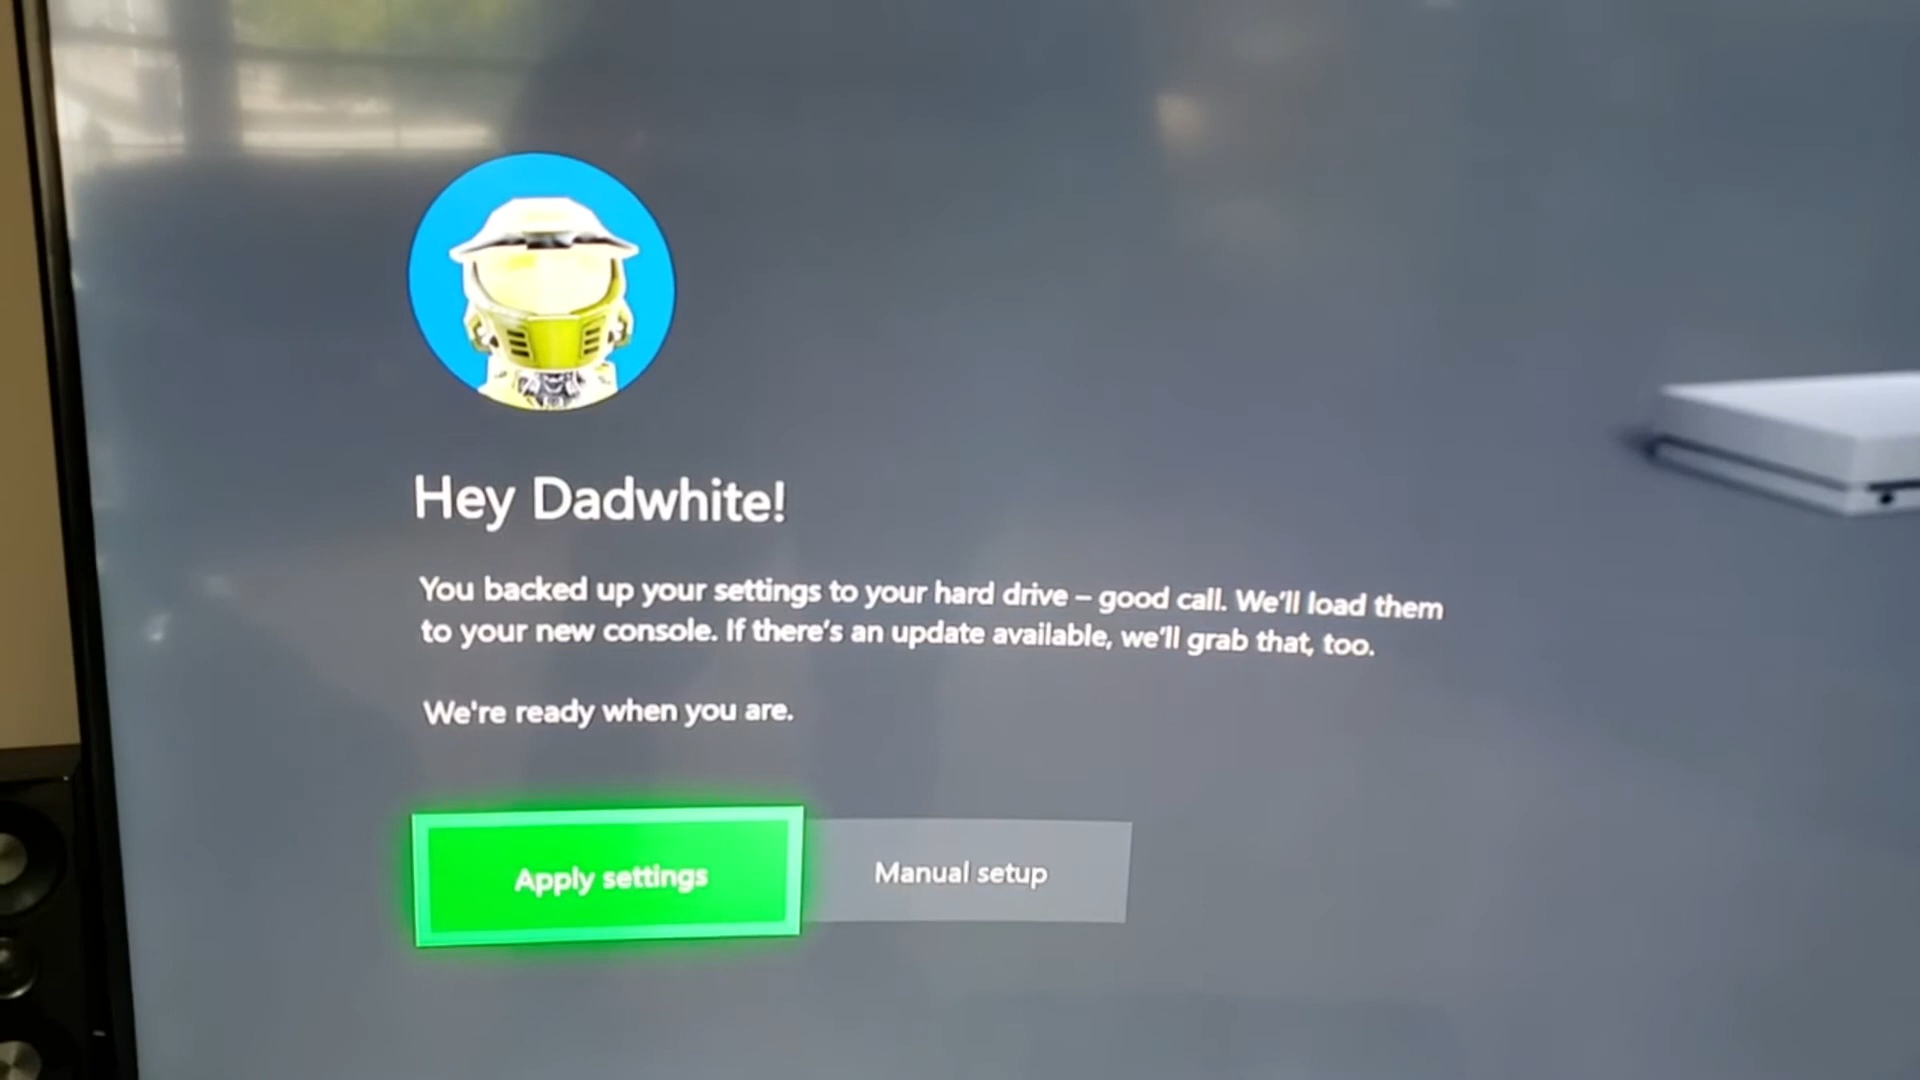 Hey Dadwhite!
You backed up your settings to your hard drive – good call. We'll load them
to your new console. If there's an update available, we'll grab that, too.
We're ready when you are.
Apply settings
Manual setup